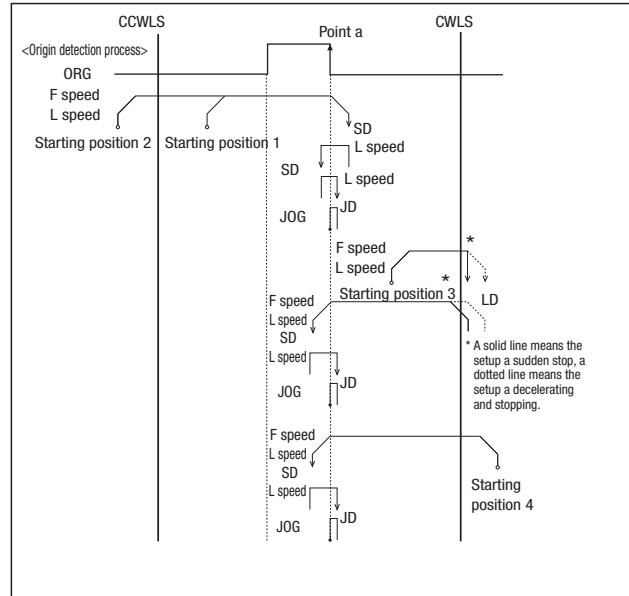 CCWLS
CWLS
Point a
<Origin detection process>
ORG
F speed
L speed
Starting position 2
Starting position 1
SD
L speed
SD
L speed
JOG
JD
F speed
L speed
*
*
Starting position 3
LD
F speed
L speed
SD
L speed
JD
JOG
* A solid line means the
setup a sudden stop, a
dotted line means the
setup a decelerating
and stopping.
F speed
L speed
SD
L speed
Starting
position 4
JD
JOG